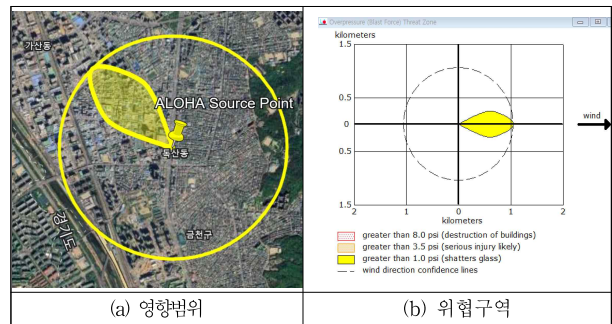 가산동
ALOHA Source Point
독산동
경기도
금천구
(a) 영향범위
Overpressure (Blast Force) Threat Zone
kilometers
1.5
0.5
0
0.5
1.5
2
1
0
1
2
kilometers
wind
greater than 8.0 psi (destruction of buildings)
greater than 3.5 psi (serious injury likely)
greater than 1.0 psi (shatters glass)
wind direction confidence lines
(b) 위협구역